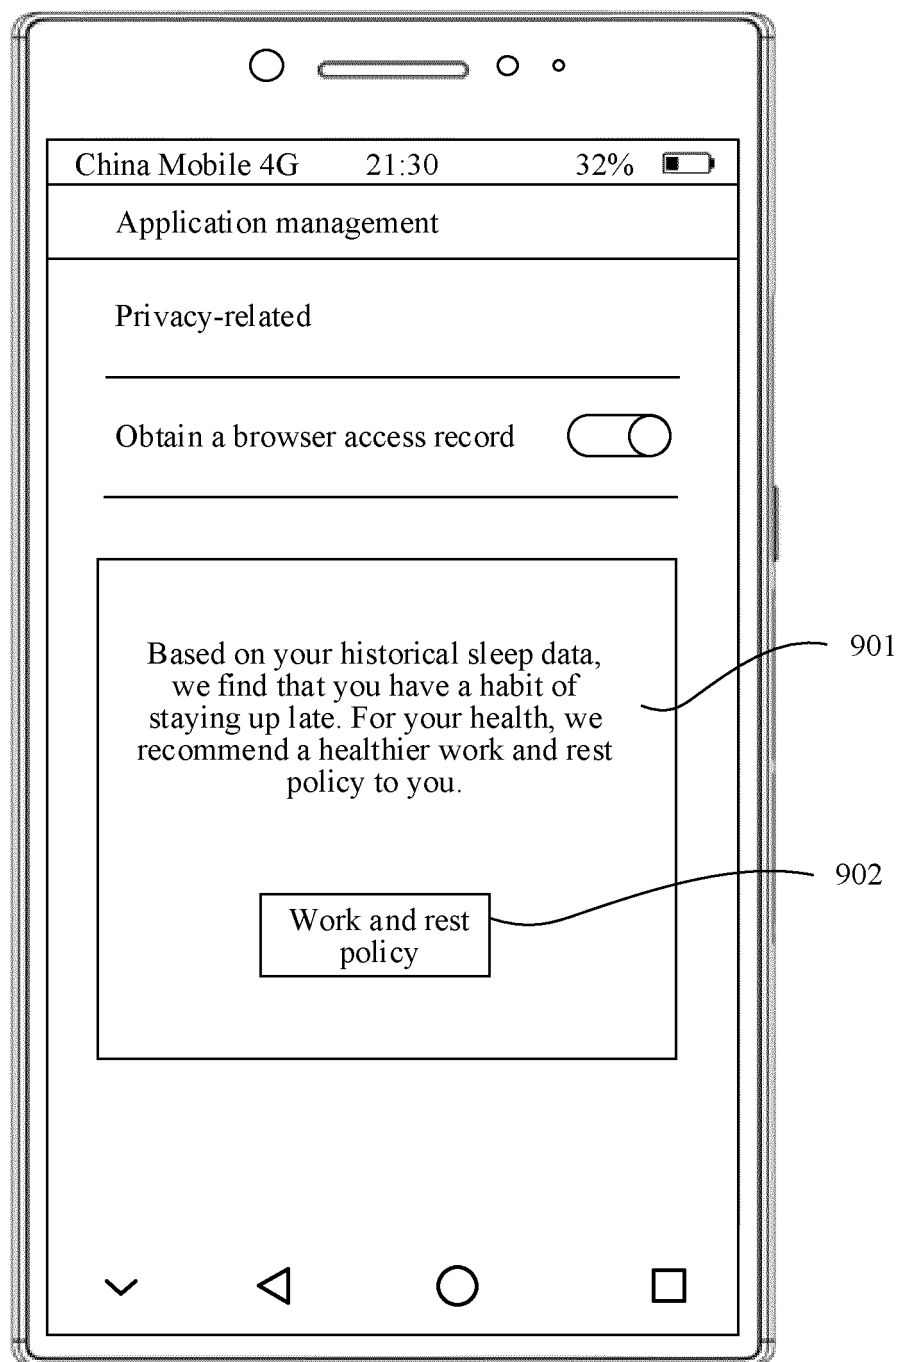 China Mobile 4G 21:30 32%
Application management
Privacy-related
Obtain a browser access record
Based on your historical sleep data,
we find that you have a habit of
staying up late. For your health, we
recommend a healthier work and rest
policy to you.
901
902
Work and rest
policy